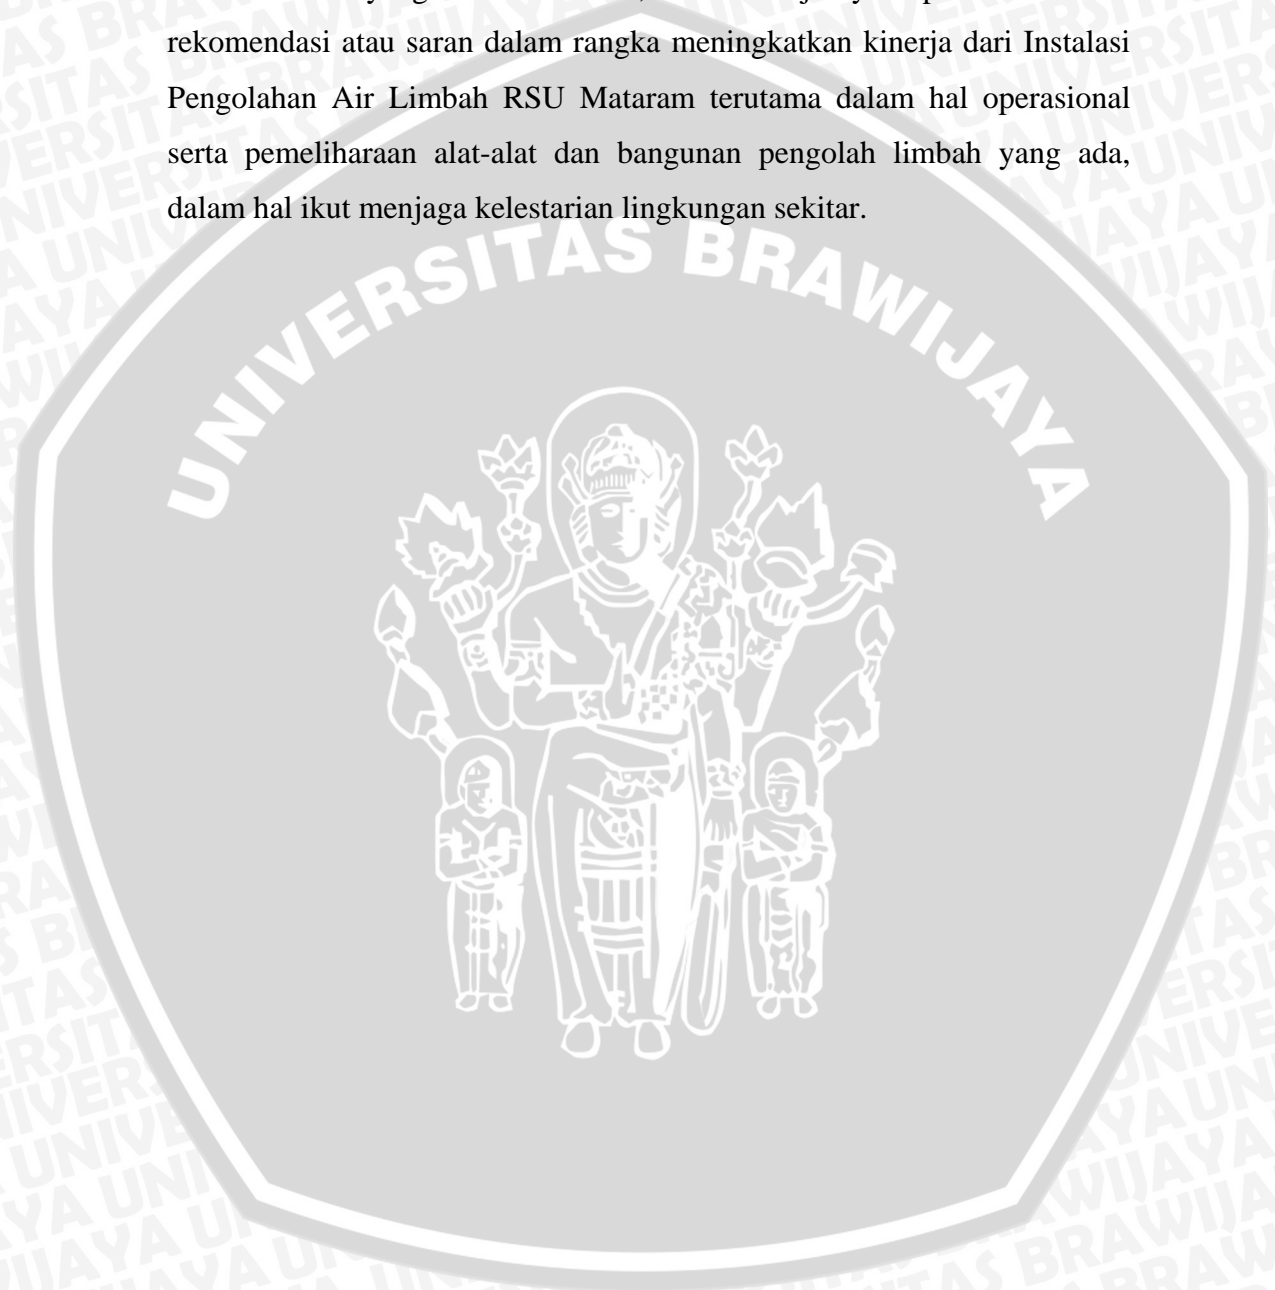 rekomendasi atau saran dalam rangka meningkatkan kinerja dari Instalasi
Pengolahan Air Limbah RSU Mataram terutama dalam hal operasional
serta pemeliharaan alat-alat dan bangunan pengolah limbah yang ada,
dalam hal ikut menjaga kelestarian lingkungan sekitar.
UNIVERSITAS BRAWIJAYA